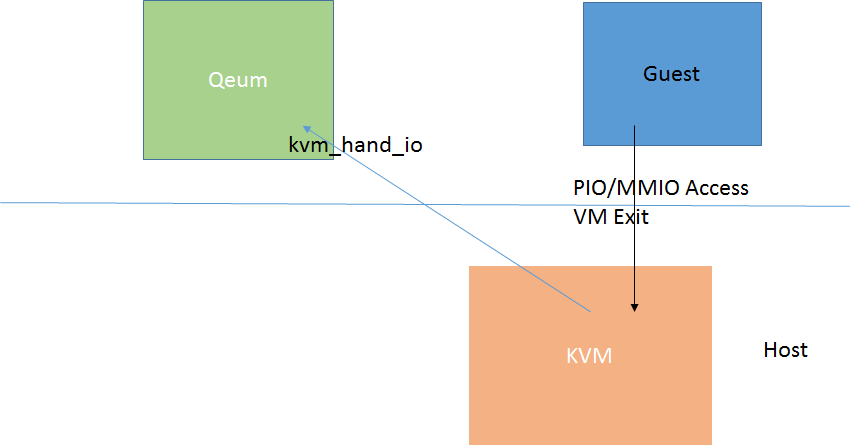 Qeum
Guest
kvm_hand_io
PIO/MMIO Access
VM Exit
KVM
Host